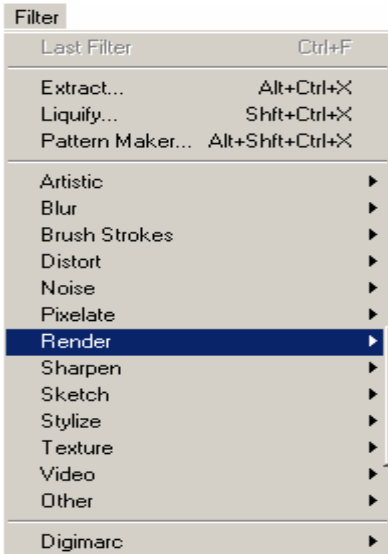 Filter
Last Filter Ctrl+F
Extract... Alt+Ctrl+X
Liquify... Shft+Ctrl+X
Pattern Maker... Alt+Shft+Ctrl+X
Artistic
Blur
Brush Strokes
Distort
Noise
Pixelate
Render
Sharpen
Sketch
Stylize
Texture
Video
Other
Digimarc